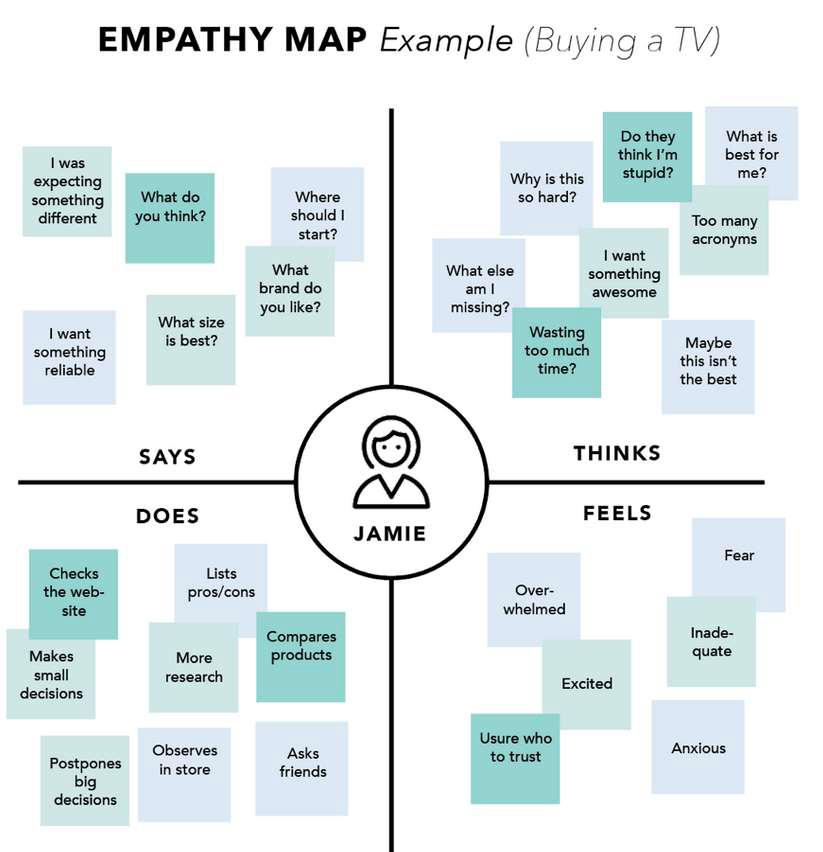 EMPATHY MAP Example (Buying a TV)
I was
expecting
something
different
What do
you think?
Where
should I
start?
What
brand do
you like?
I want
something
reliable
What size
is best?
SAYS
Why is this
so hard?
Do they
think I'm
stupid?
What is
best for
me?
Too many
acronyms
What else
am I
missing?
I want
something
awesome
Wasting
too much
time?
Maybe
this isn't
the best
THINKS
JAMIE
DOES
Checks
the web-
site
Lists
pros/cons
Makes
small
decisions
More
research
Compares
products
Postpones
big
decisions
Observes
in store
Asks
friends
FEELS
Over-
whelmed
Fear
Inade-
quate
Excited
Usure who
to trust
Anxious